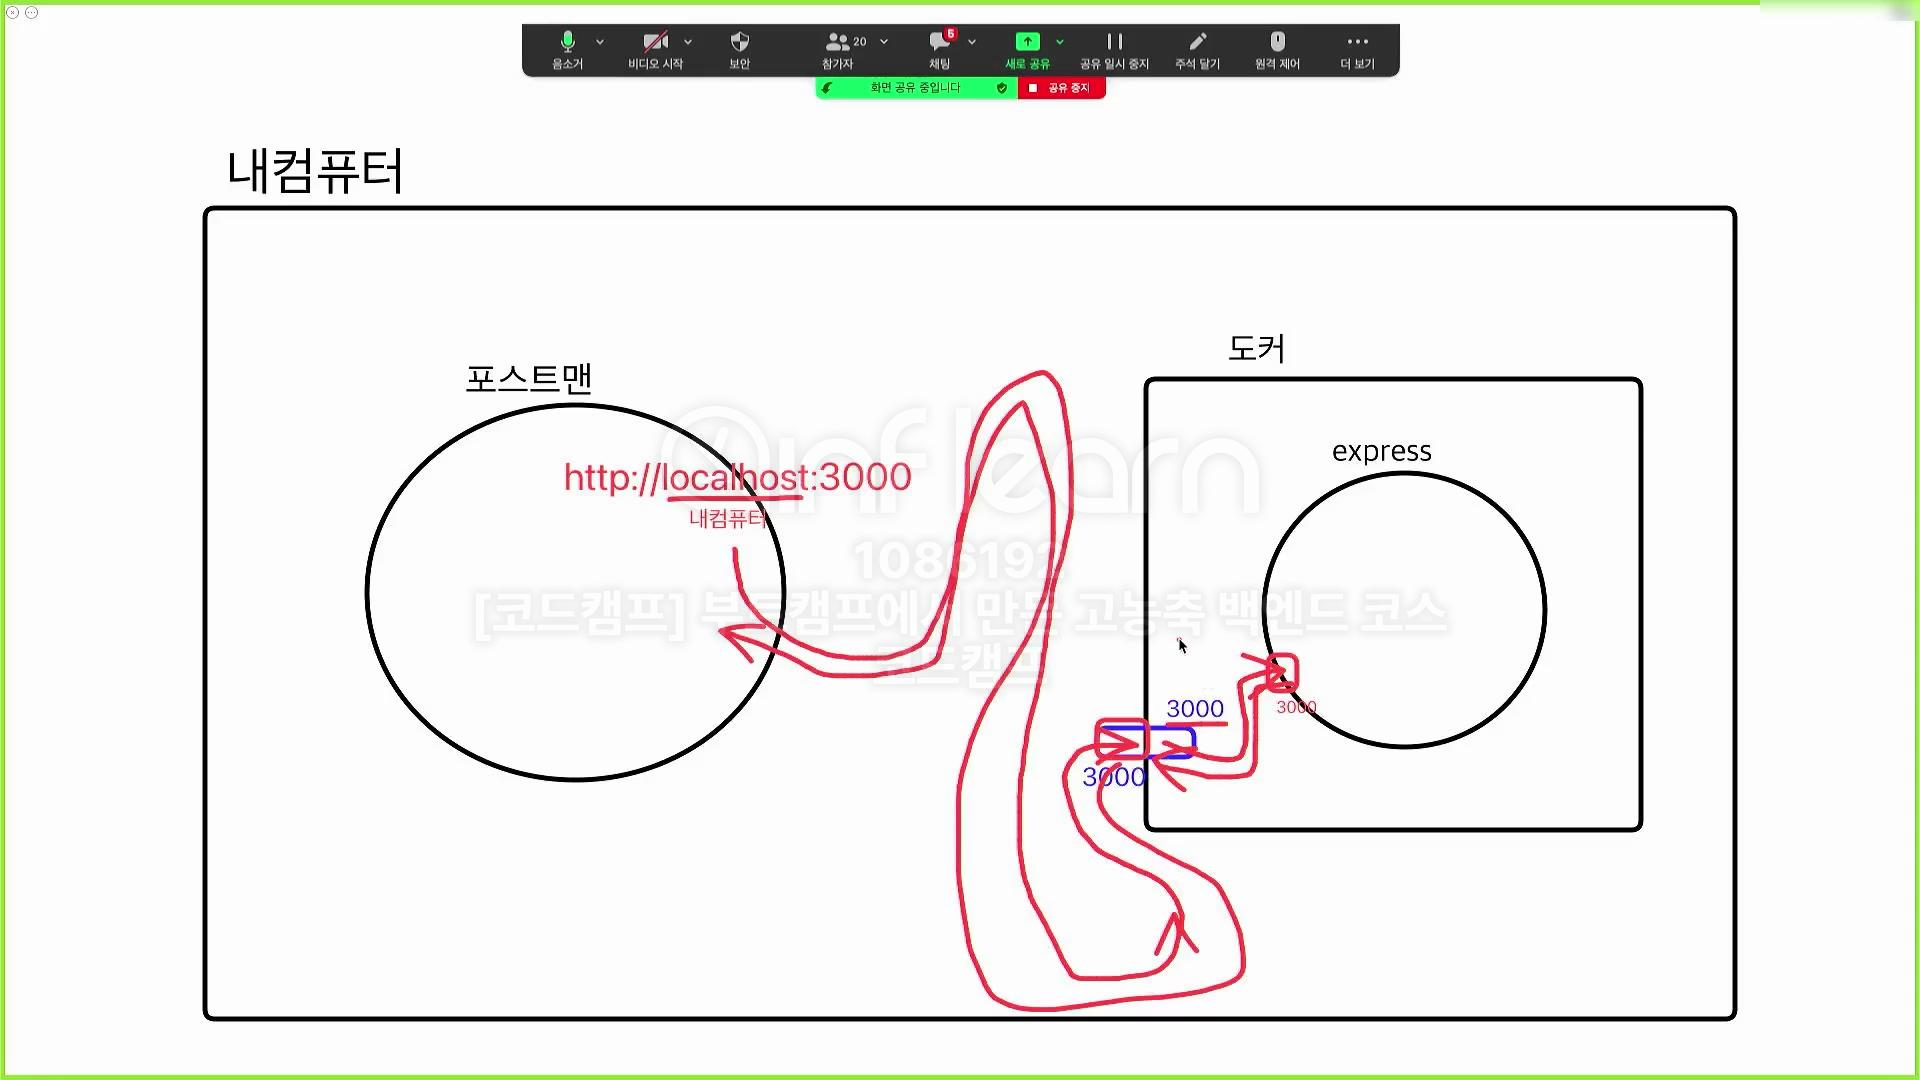 음소거
비디오 시작
보안
20
참가자
5
채팅
새로 공유
공유 일시 중지
주석 달기
원격 제어
더 보기
화면 공유 중입니다
공유 중지
내컴퓨터
도커
포스트맨
express
http://localhost:3000
내컴퓨터
inflearn
1086192
[코드캠프] 부트캠프에서 만든 고농축 백엔드 코스
코드캠프
3000
3000
3000